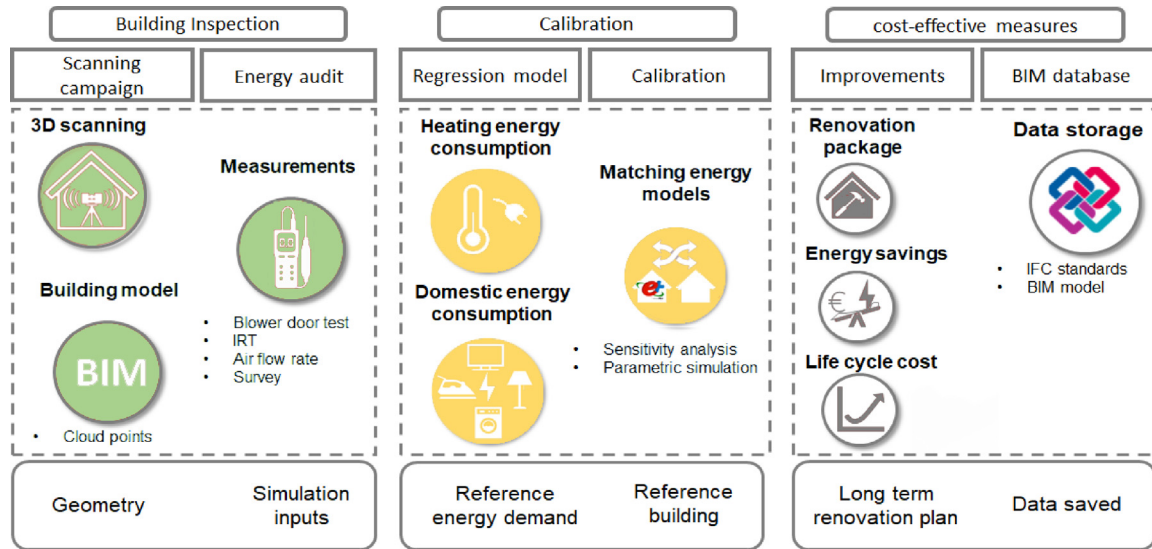 Building Inspection
Scanning
campaign
Energy audit
3D scanning
Measurements
Building model
BIM
• Cloud points
• Blower door test
• IRT
• Air flow rate
• Survey
Geometry
Simulation
inputs
Calibration
Regression model
Calibration
Heating energy
consumption
Domestic energy
consumption
Matching energy
models
et
• Sensitivity analysis
• Parametric simulation
Reference
energy demand
Reference
building
cost-effective measures
Improvements
BIM database
Renovation
package
Energy savings
€
Life cycle cost
Data storage
• IFC standards
• BIM model
Long term
renovation plan
Data saved